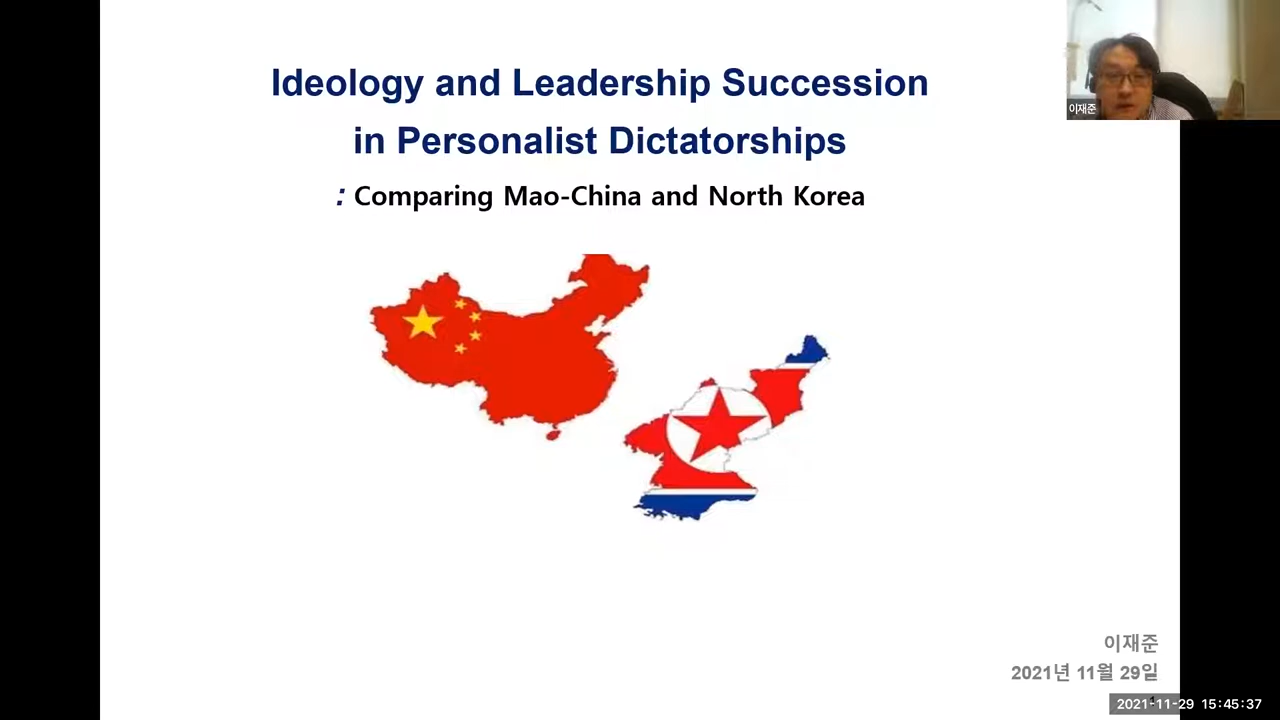 Ideology and Leadership Succession
in Personalist Dictatorships
: Comparing Mao-China and North Korea
이재준
이재준
2021년 11월 29일
2021-11-29 15:45:37